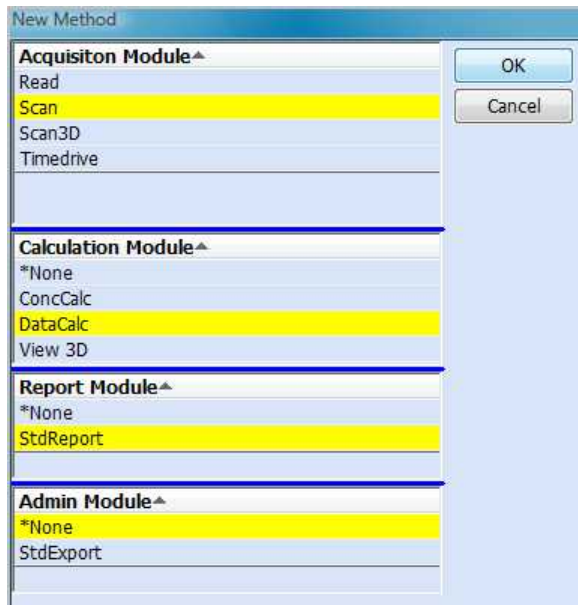 New Method
Acquisiton Module
Read
Scan
Scan3D
Timedrive
OK
Cancel
Calculation Module
*None
ConcCalc
DataCalc
View 3D
Report Module
*None
StdReport
Admin Module
*None
StdExport